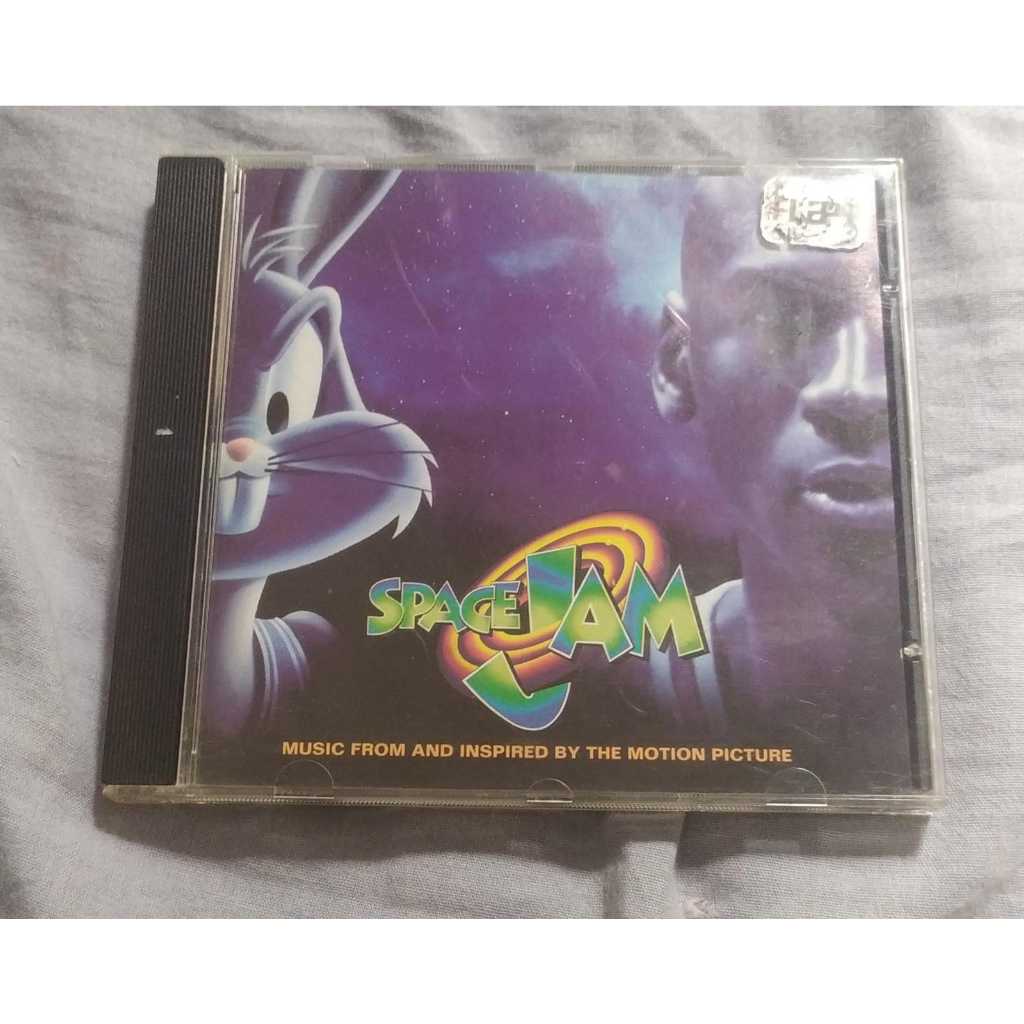 SPACE JAM
MUSIC FROM AND INSPIRED BY THE MOTION PICTURE